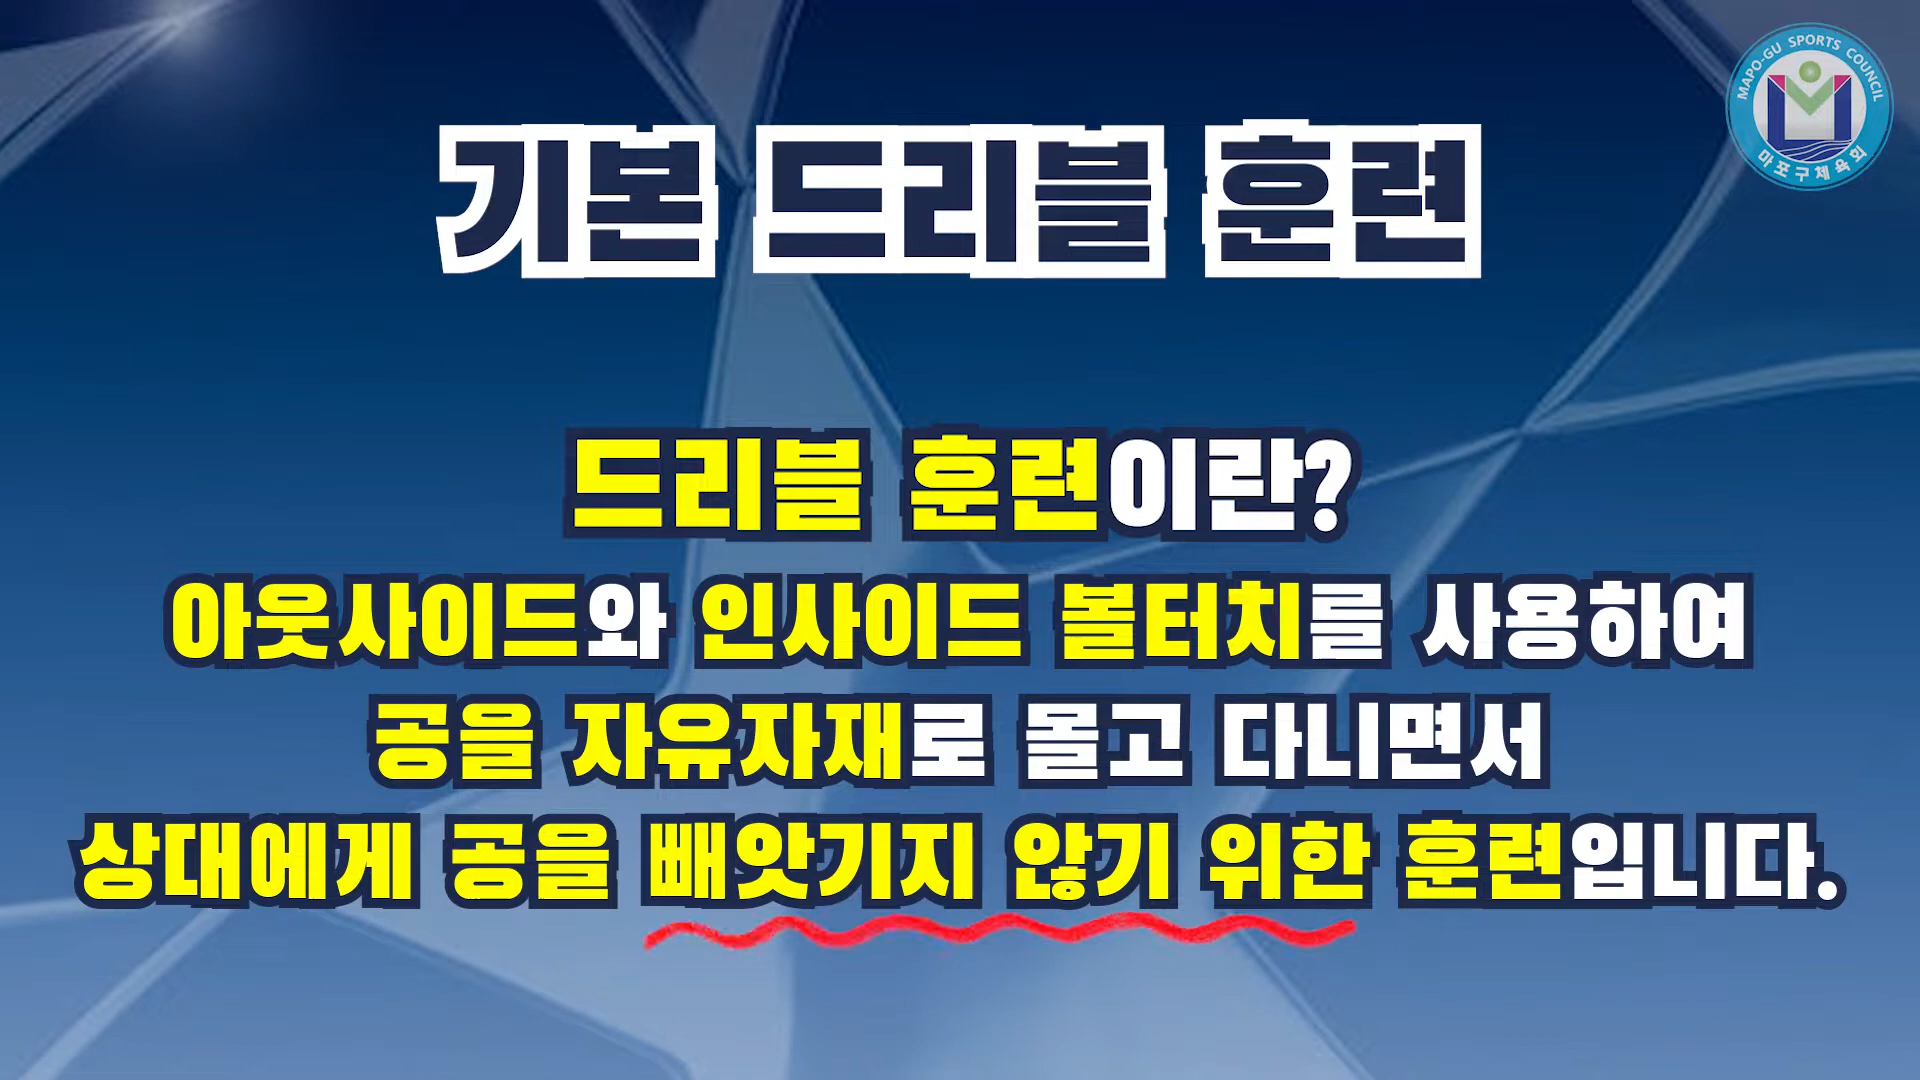 MAPO-GU SPORTS COUNCIL
마포구체육회
기본 드리블 훈련
드리블 훈련이란?
아웃사이드와 인사이드 볼터치를 사용하여
공을 자유자재로 몰고 다니면서
상대에게 공을 빼앗기지 않기 위한 훈련입니다.